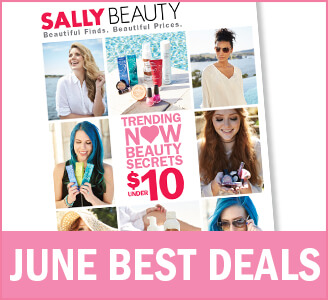 SALLY BEAUTY
Beautiful Finds. Beautiful Prices.
TRENDING
NOW
BEAUTY
SECRETS
UNDER $10
JUNE BEST DEALS